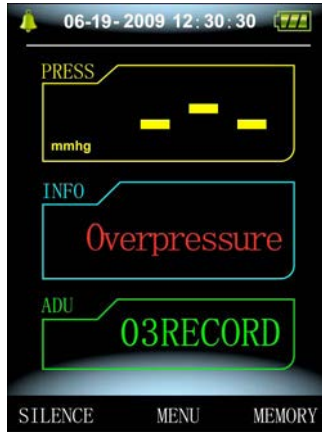 06-19-2009 12:30:30
PRESS
mmhg
- - -
INFO
Overpressure
ADU
03RECORD
SILENCE MENU MEMORY